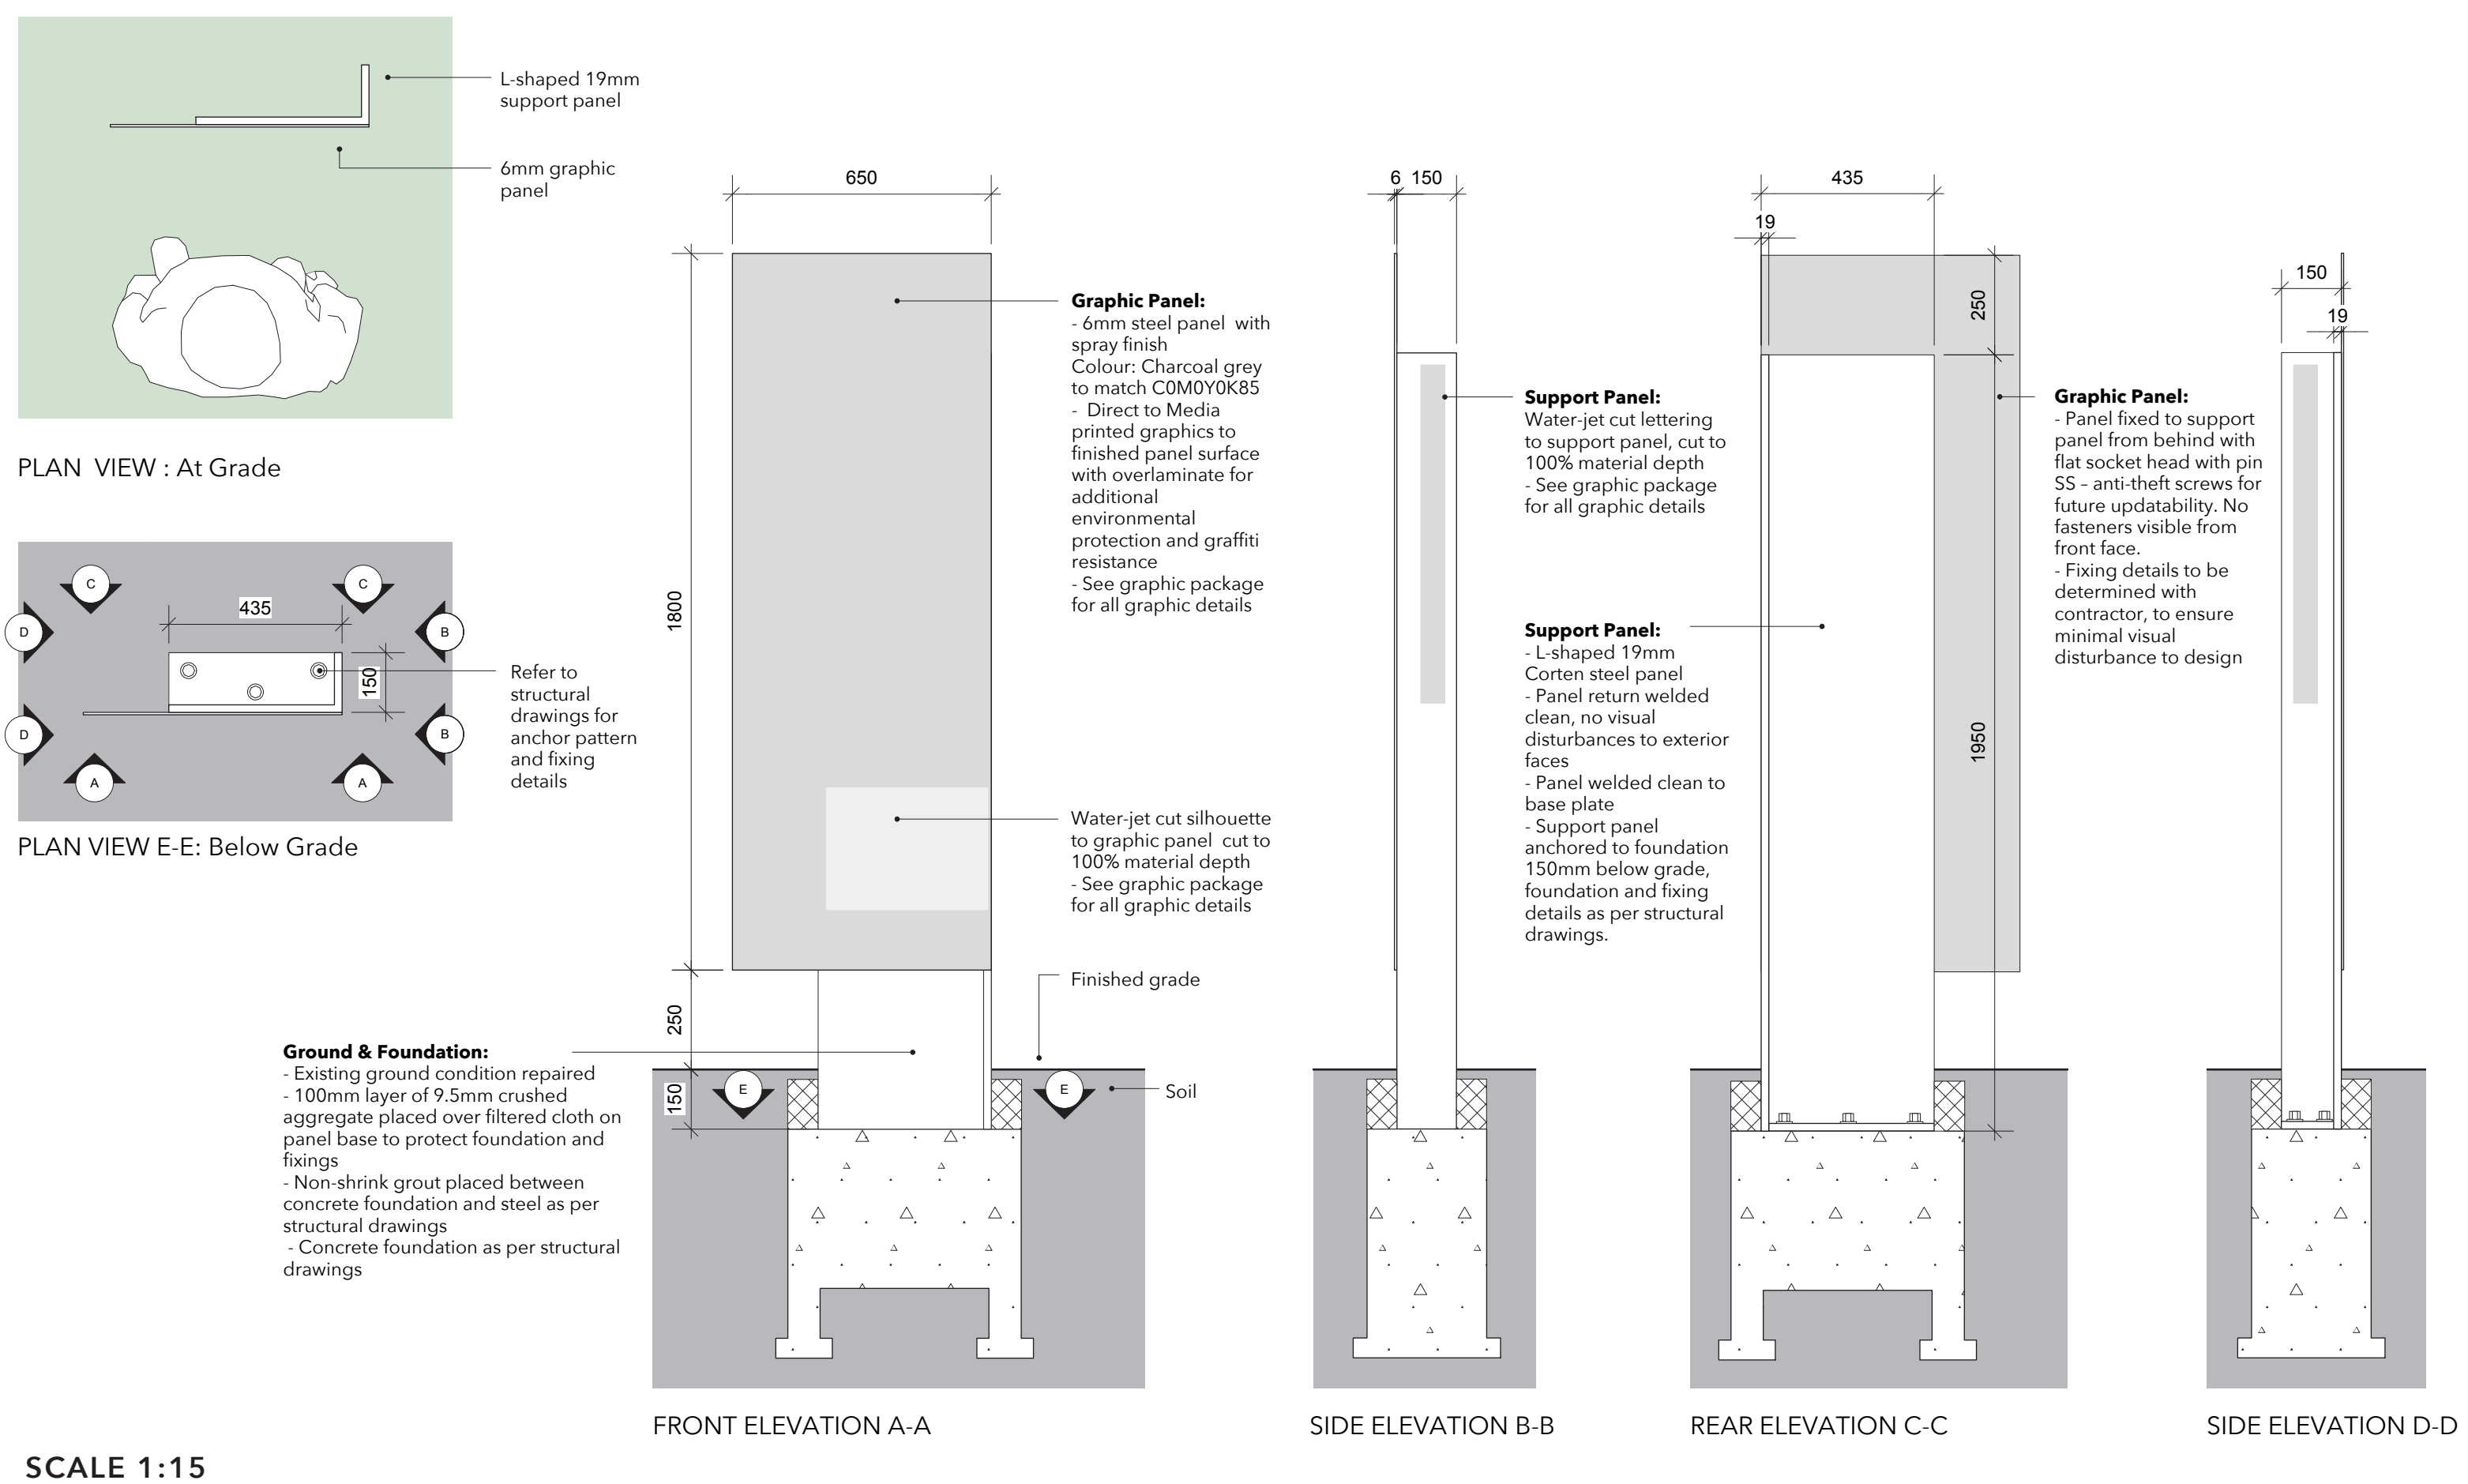 L-shaped 19mm
support panel
6mm graphic
panel
PLAN VIEW : At Grade
C
C
D
B
435
150
D
B
A
A
Refer to
structural
drawings for
anchor pattern
and fixing
details
PLAN VIEW E-E: Below Grade
650
1800
250
150
Graphic Panel:
- 6mm steel panel with
spray finish
Colour: Charcoal grey
to match C0M0Y0K85
- Direct to Media
printed graphics to
finished panel surface
with overlaminate for
additional
environmental
protection and graffiti
resistance
- See graphic package
for all graphic details
Water-jet cut silhouette
to graphic panel cut to
100% material depth
- See graphic package
for all graphic details
Finished grade
Ground & Foundation:
- Existing ground condition repaired
- 100mm layer of 9.5mm crushed
aggregate placed over filtered cloth on
panel base to protect foundation and
fixings
- Non-shrink grout placed between
concrete foundation and steel as per
structural drawings
- Concrete foundation as per structural
drawings
E
E
Soil
FRONT ELEVATION A-A
6 150
Support Panel:
Water-jet cut lettering
to support panel, cut to
100% material depth
- See graphic package
for all graphic details
Support Panel:
- L-shaped 19mm
Corten steel panel
- Panel return welded
clean, no visual
disturbances to exterior
faces
- Panel welded clean to
base plate
- Support panel
anchored to foundation
150mm below grade,
foundation and fixing
details as per structural
drawings.
SIDE ELEVATION B-B
435
19
250
1950
REAR ELEVATION C-C
Graphic Panel:
- Panel fixed to support
panel from behind with
flat socket head with pin
SS – anti-theft screws for
future updatability. No
fasteners visible from
front face.
- Fixing details to be
determined with
contractor, to ensure
minimal visual
disturbance to design
150
19
SIDE ELEVATION D-D
SCALE 1:15